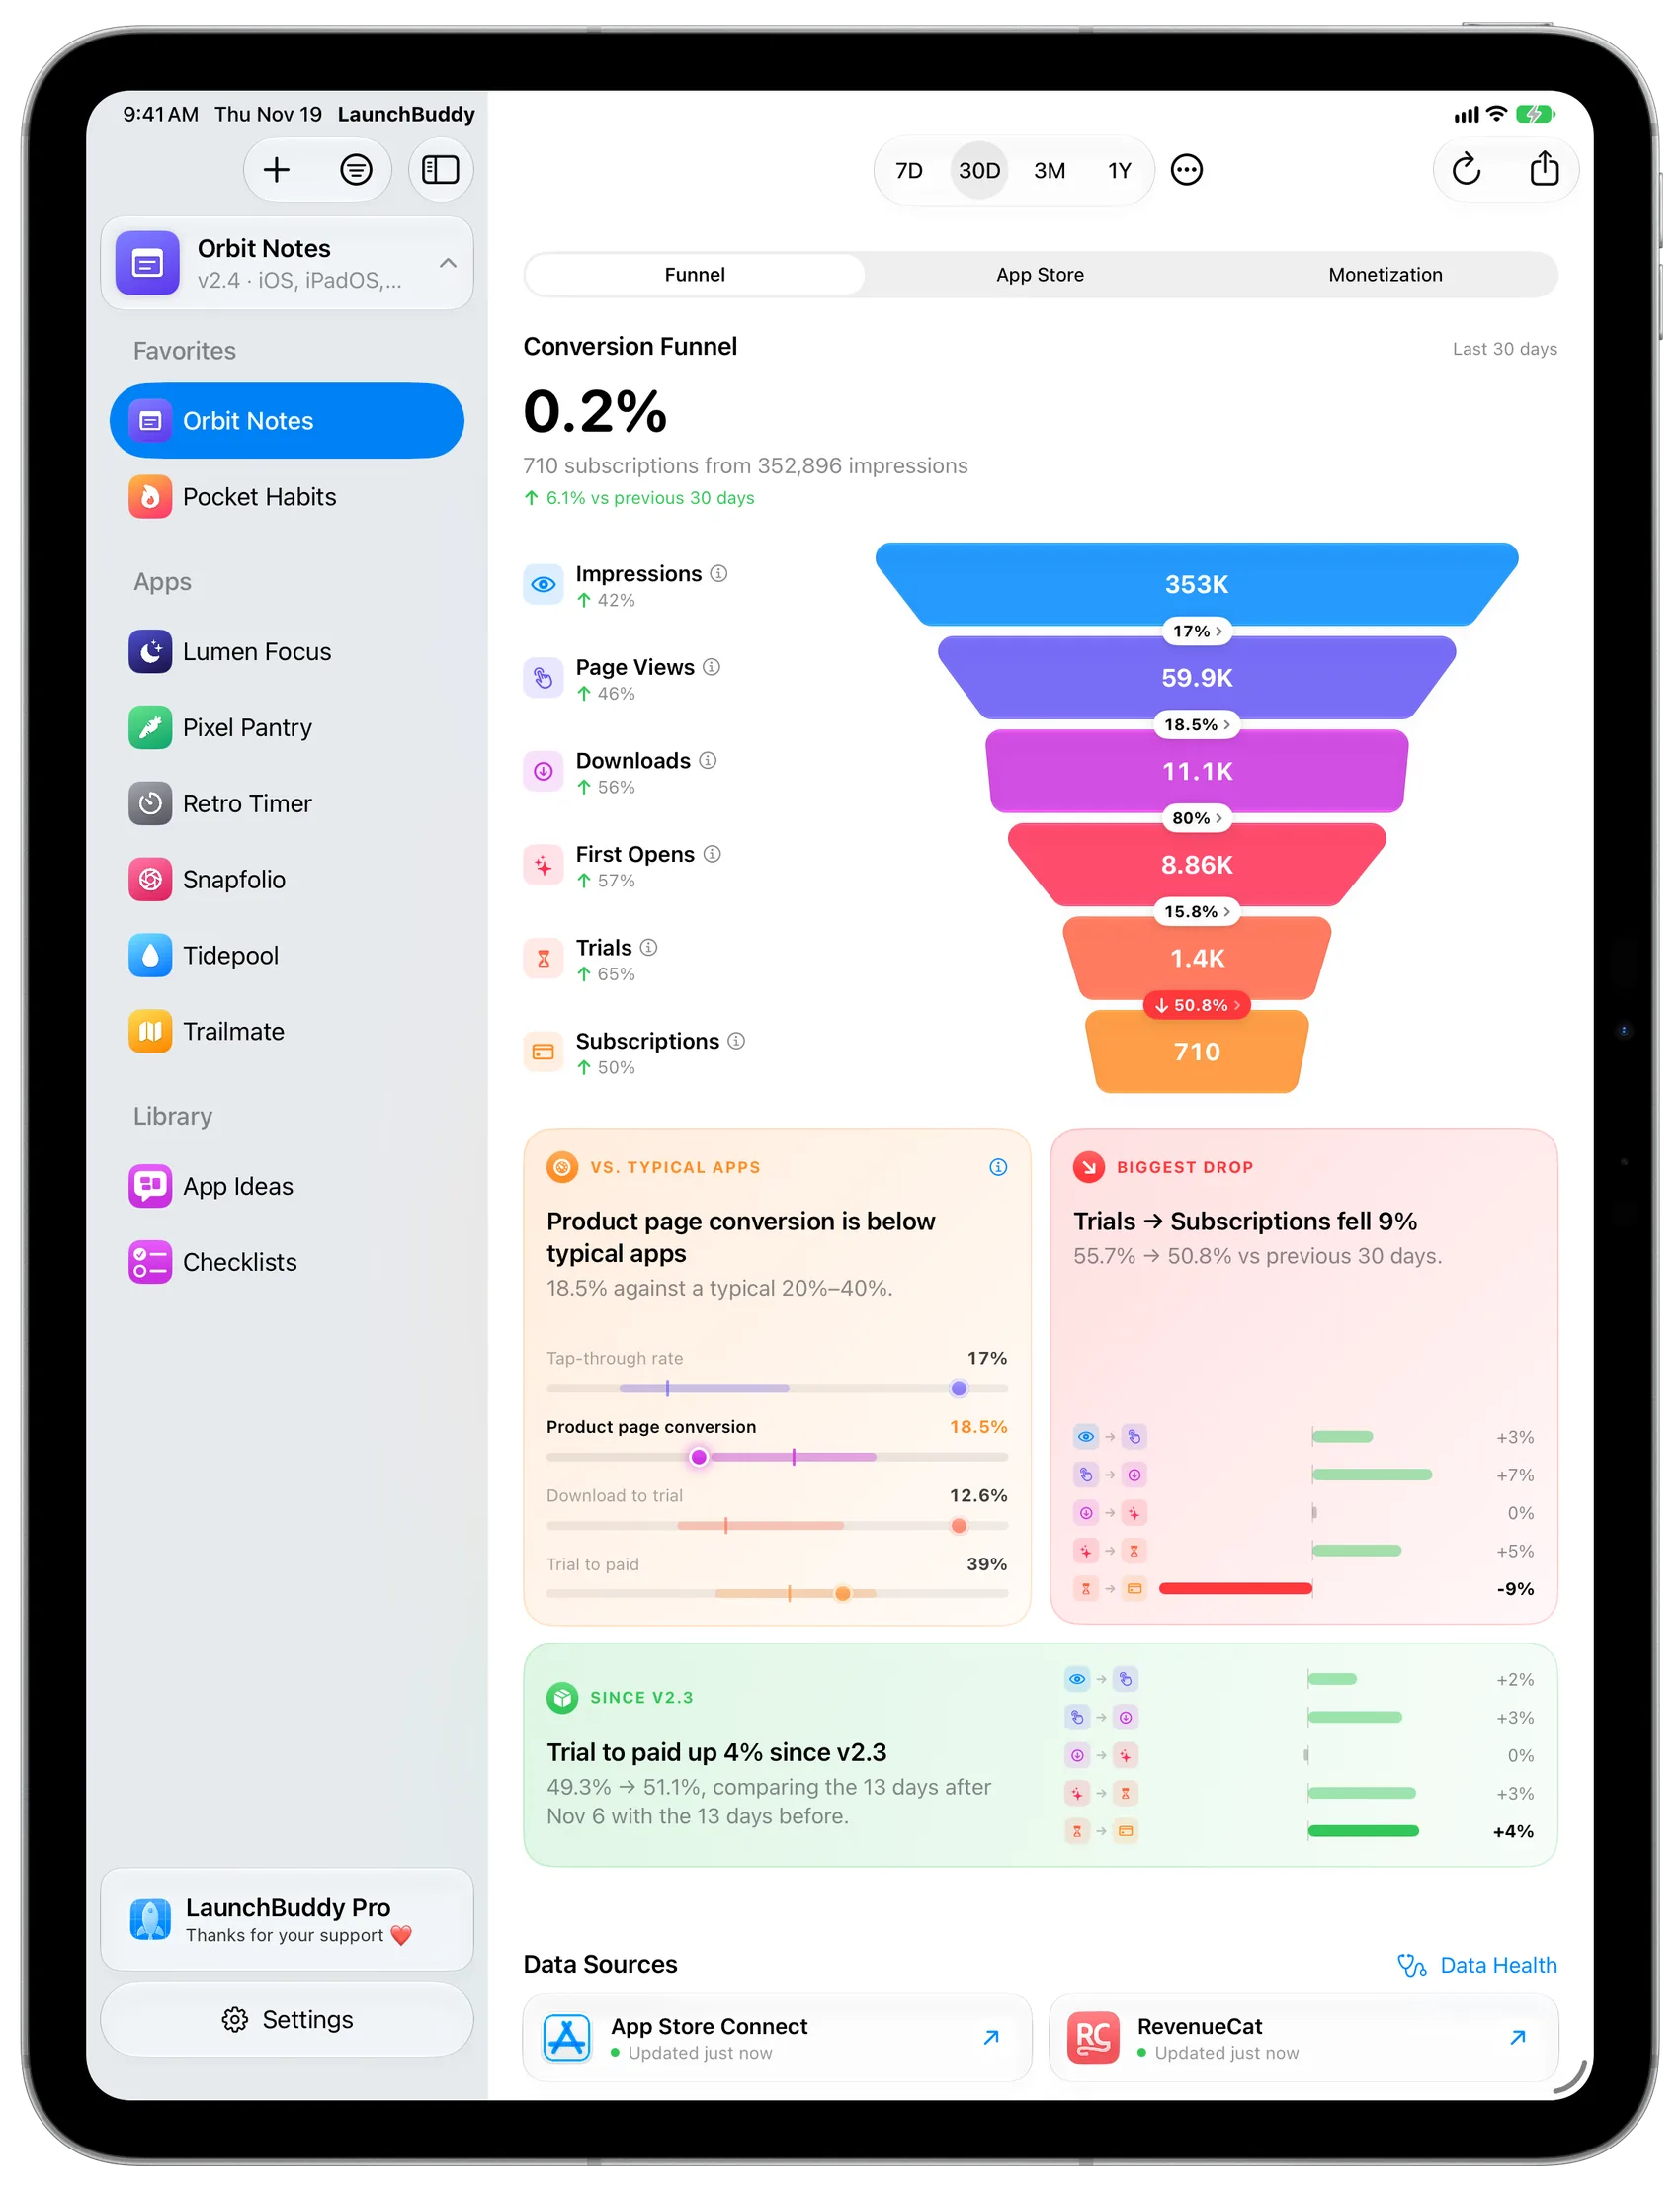 9:41 AM Thu Nov 19 LaunchBuddy
7D 30D 3M 1Y
Orbit Notes
v2.4 · iOS, iPadOS,...
Favorites
Orbit Notes
Pocket Habits
Apps
Lumen Focus
Pixel Pantry
Retro Timer
Snapfolio
Tidepool
Trailmate
Library
App Ideas
Checklists
LaunchBuddy Pro
Thanks for your support ❤️
Settings
Funnel App Store Monetization
Conversion Funnel Last 30 days
0.2%
710 subscriptions from 352,896 impressions
↑ 6.1% vs previous 30 days
Impressions
↑ 42%
353K
17% >
Page Views
↑ 46%
59.9K
18.5% >
Downloads
↑ 56%
11.1K
80% >
First Opens
↑ 57%
8.86K
15.8% >
Trials
↑ 65%
1.4K
↓ 50.8% >
Subscriptions
↑ 50%
710
VS. TYPICAL APPS
Product page conversion is below
typical apps
18.5% against a typical 20%–40%.
Tap-through rate 17%
Product page conversion 18.5%
Download to trial 12.6%
Trial to paid 39%
BIGGEST DROP
Trials → Subscriptions fell 9%
55.7% → 50.8% vs previous 30 days.
+3%
+7%
0%
+5%
-9%
SINCE V2.3
Trial to paid up 4% since v2.3
49.3% → 51.1%, comparing the 13 days after
Nov 6 with the 13 days before.
+2%
+3%
0%
+3%
+4%
Data Sources Data Health
App Store Connect
Updated just now
RC
RevenueCat
Updated just now